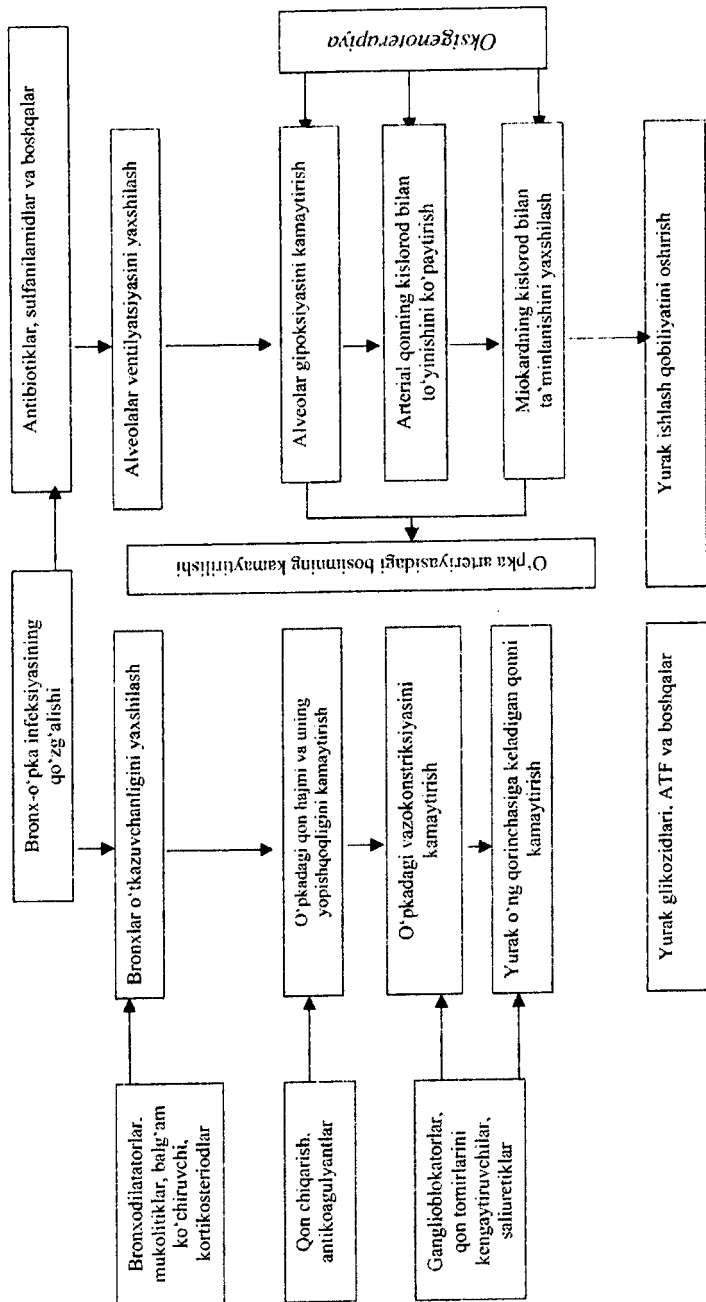 Bronx-o‘pka infeksiyasining
qo‘zg‘alishi
Antibiotiklar, sulfanilamidlar va boshqalar
Bronxodilatatorlar.
mukolitiklar, balg‘am
ko‘chiruvchi,
kortikosteriodlar
Bronxlar o‘tkazuvchanligini yaxshilash
Alveolalar ventilyatsiyasini yaxshilash
Qon chiqarish.
antikoagulyantlar
O‘pkadagi qon hajmi va uning
yopishqoqligini kamaytirish
O‘pka arteriyasidagi bosimning kamaytirilishi
Alveolar gipoksiyasini kamaytirish
Oksigenoterapiya
Ganglioblokatorlar,
qon tomirlarini
kengaytiruvchilar,
saliuretiklar
O‘pkadagi vazokonstriksiyasini
kamaytirish
Arterial qonning kislorod bilan
to‘yinishini ko‘paytirish
Yurak o‘ng qorinchasiga keladigan qonni
kamaytirish
Miokardning kislorod bilan
ta`minlanishini yaxshilash
Yurak glikozidlari, ATF va boshqalar
Yurak ishlash qobiliyatini oshirish